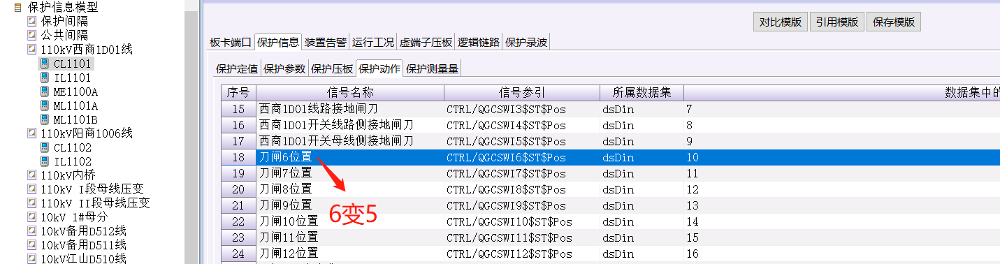 保护信息模型
保护间隔
公共间隔
110kV西商1D01线
CL1101
IL1101
ME1100A
ML1101A
ML1101B
110kV阳商1006线
CL1102
IL1102
110kV内桥
110kV I段母线压变
110kV II段母线压变
10kV 1#母分
10kV备用D512线
10kV备用D511线
10kV江山D510线
对比模版 引用模版 保存模版
板卡端口 保护信息 装置告警 运行工况 虚端子压板 逻辑链路 保护录波
保护定值 保护参数 保护压板 保护动作 保护测量量
序号 信号名称 信号参引 所属数据集 数据集中的
15 西商1D01线路接地闸刀 CTRL/QGCSWI3$ST$Pos dsDin 7
16 西商1D01开关线路侧接地闸刀 CTRL/QGCSWI4$ST$Pos dsDin 8
17 西商1D01开关母线侧接地闸刀 CTRL/QGCSWI5$ST$Pos dsDin 9
18 刀闸6位置 CTRL/QGCSWI6$ST$Pos dsDin 10
19 刀闸7位置 CTRL/QGCSWI7$ST$Pos dsDin 11
20 刀闸8位置 CTRL/QGCSWI8$ST$Pos dsDin 12
21 刀闸9位置 CTRL/QGCSWI9$ST$Pos dsDin 13
22 刀闸10位置 CTRL/QGCSWI10$ST$Pos dsDin 14
23 刀闸11位置 CTRL/QGCSWI11$ST$Pos dsDin 15
24 刀闸12位置 CTRL/QGCSWI12$ST$Pos dsDin 16
6变5